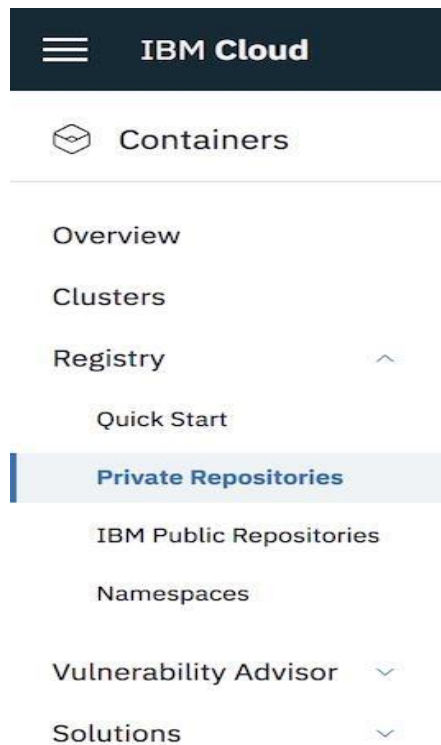 IBM Cloud
Containers
Overview
Clusters
Registry
Quick Start
Private Repositories
IBM Public Repositories
Namespaces
Vulnerability Advisor
Solutions